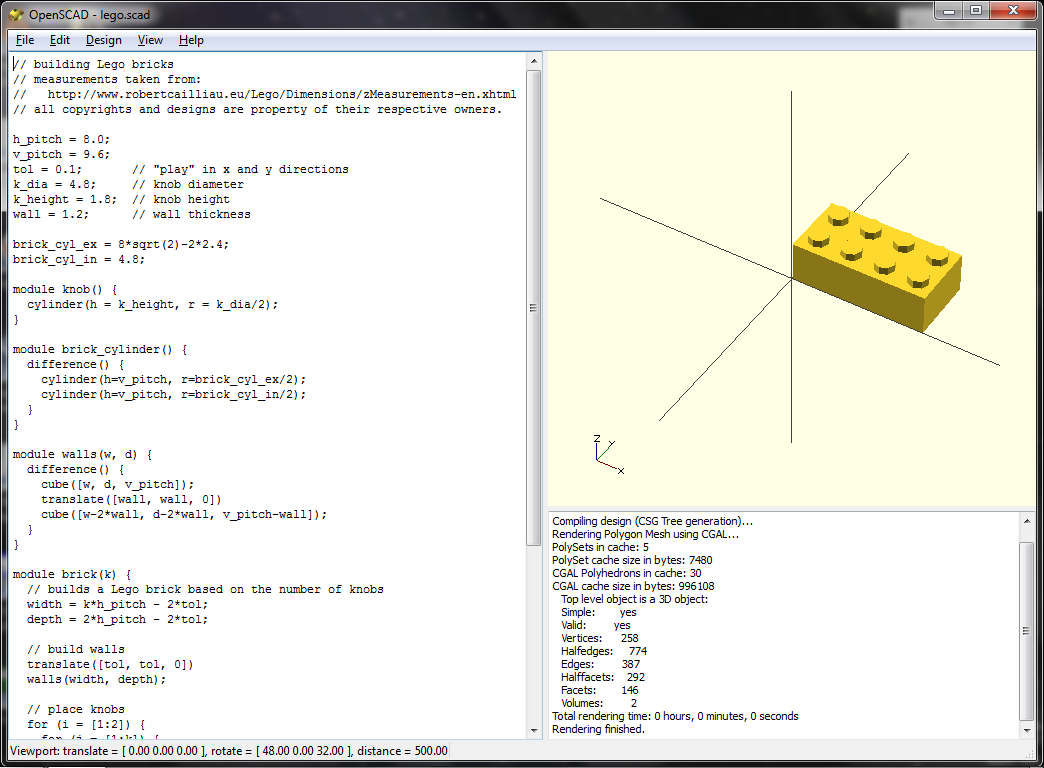 OpenSCAD - lego.scad
File Edit Design View Help
// building Lego bricks
// measurements taken from:
//   http://www.robertcailliau.eu/Lego/Dimensions/zMeasurements-en.xhtml
// all copyrights and designs are property of their respective owners.
h_pitch = 8.0;
v_pitch = 9.6;
tol = 0.1;       // "play" in x and y directions
k_dia = 4.8;     // knob diameter
k_height = 1.8;  // knob height
wall = 1.2;      // wall thickness
brick_cyl_ex = 8*sqrt(2)-2*2.4;
brick_cyl_in = 4.8;
module knob() {
  cylinder(h = k_height, r = k_dia/2);
}
module brick_cylinder() {
  difference() {
    cylinder(h=v_pitch, r=brick_cyl_ex/2);
    cylinder(h=v_pitch, r=brick_cyl_in/2);
  }
}
module walls(w, d) {
  difference() {
    cube([w, d, v_pitch]);
    translate([wall, wall, 0])
    cube([w-2*wall, d-2*wall, v_pitch-wall]);
  }
}
module brick(k) {
  // builds a Lego brick based on the number of knobs
  width = k*h_pitch - 2*tol;
  depth = 2*h_pitch - 2*tol;
  // build walls
  translate([tol, tol, 0])
  walls(width, depth);
  // place knobs
  for (i = [1:2]) {
    for (j = [1:k]) {
Z
Y
X
Compiling design (CSG Tree generation)...
Rendering Polygon Mesh using CGAL...
PolySets in cache: 5
PolySet cache size in bytes: 7480
CGAL Polyhedrons in cache: 30
CGAL cache size in bytes: 996108
   Top level object is a 3D object:
   Simple:        yes
   Valid:         yes
   Vertices:      258
   Halfedges:     774
   Edges:         387
   Halffacets:    292
   Facets:        146
   Volumes:         2
Total rendering time: 0 hours, 0 minutes, 0 seconds
Rendering finished.
Viewport: translate = [ 0.00 0.00 0.00 ], rotate = [ 48.00 0.00 32.00 ], distance = 500.00